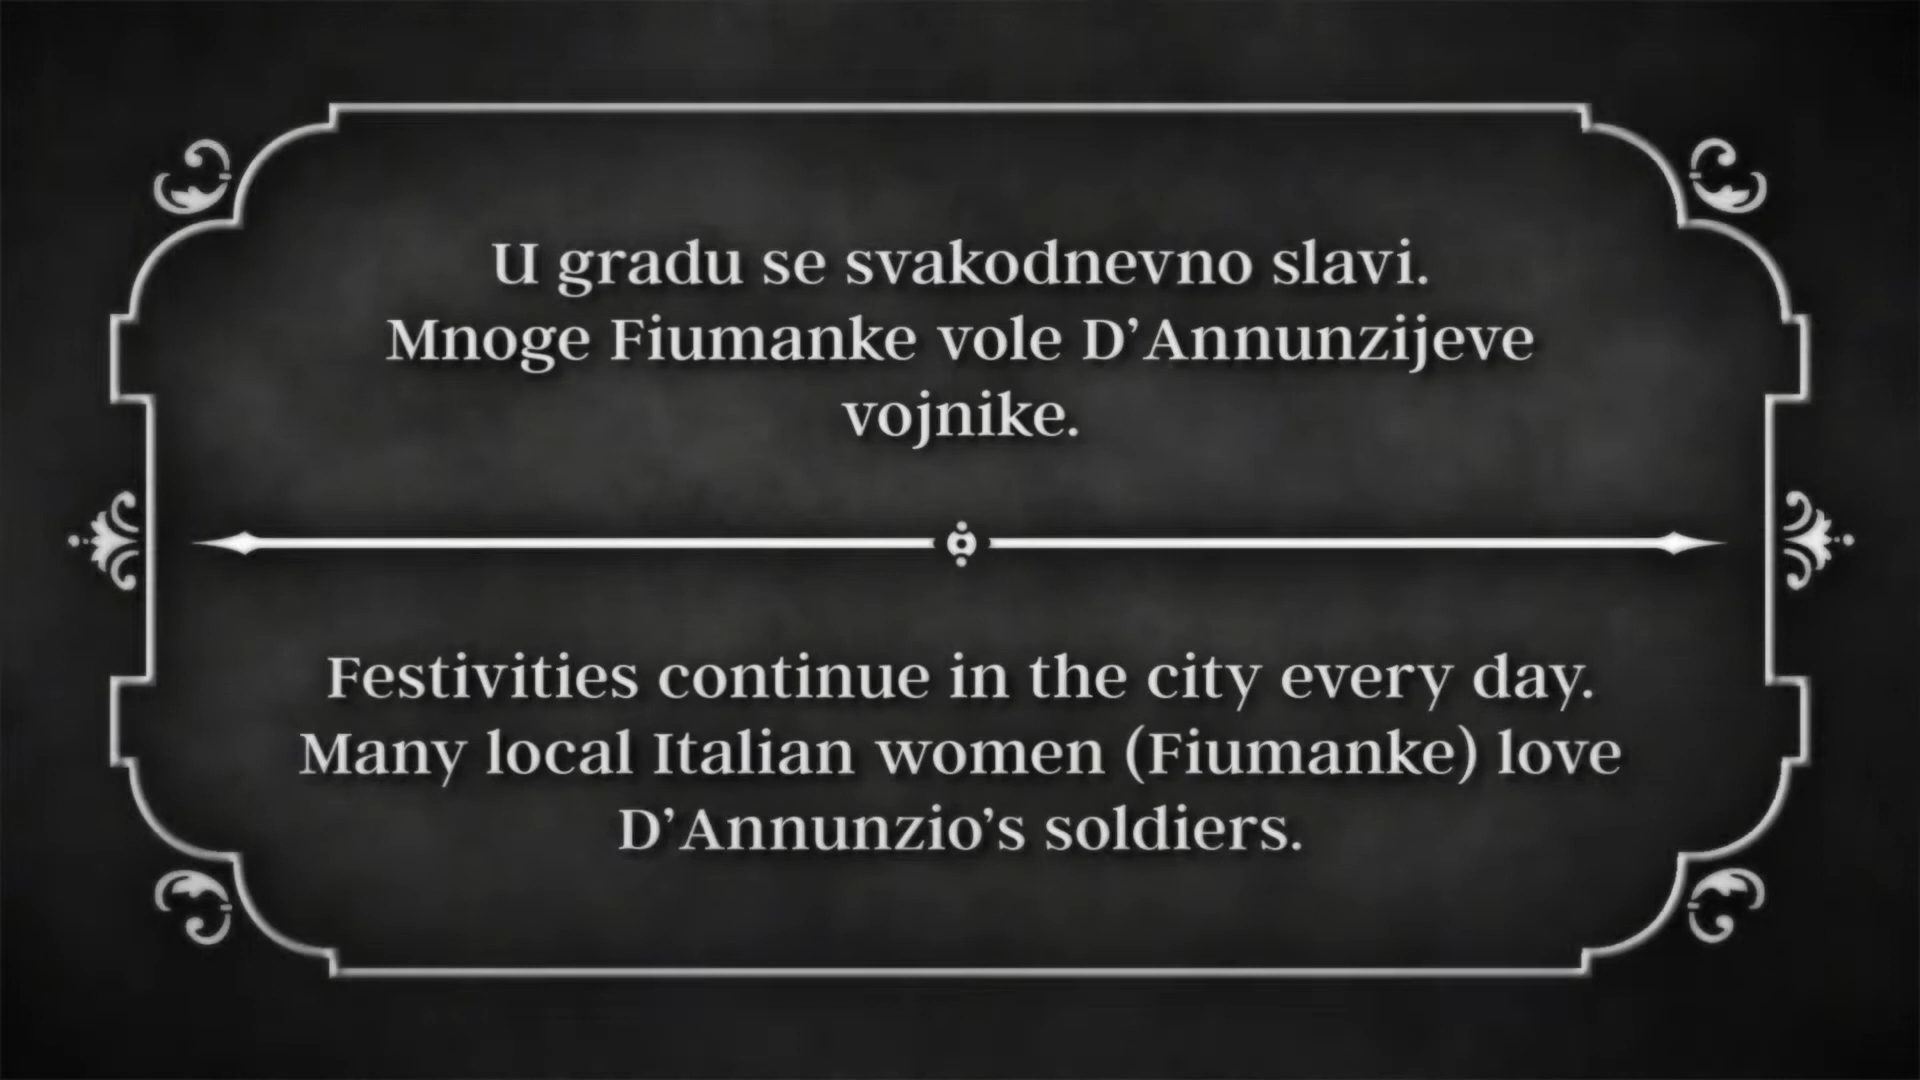 U gradu se svakodnevno slavi.
Mnoge Fiumanke vole D’Annunzijeve
vojnike.
Festivities continue in the city every day.
Many local Italian women (Fiumanke) love
D’Annunzio’s soldiers.